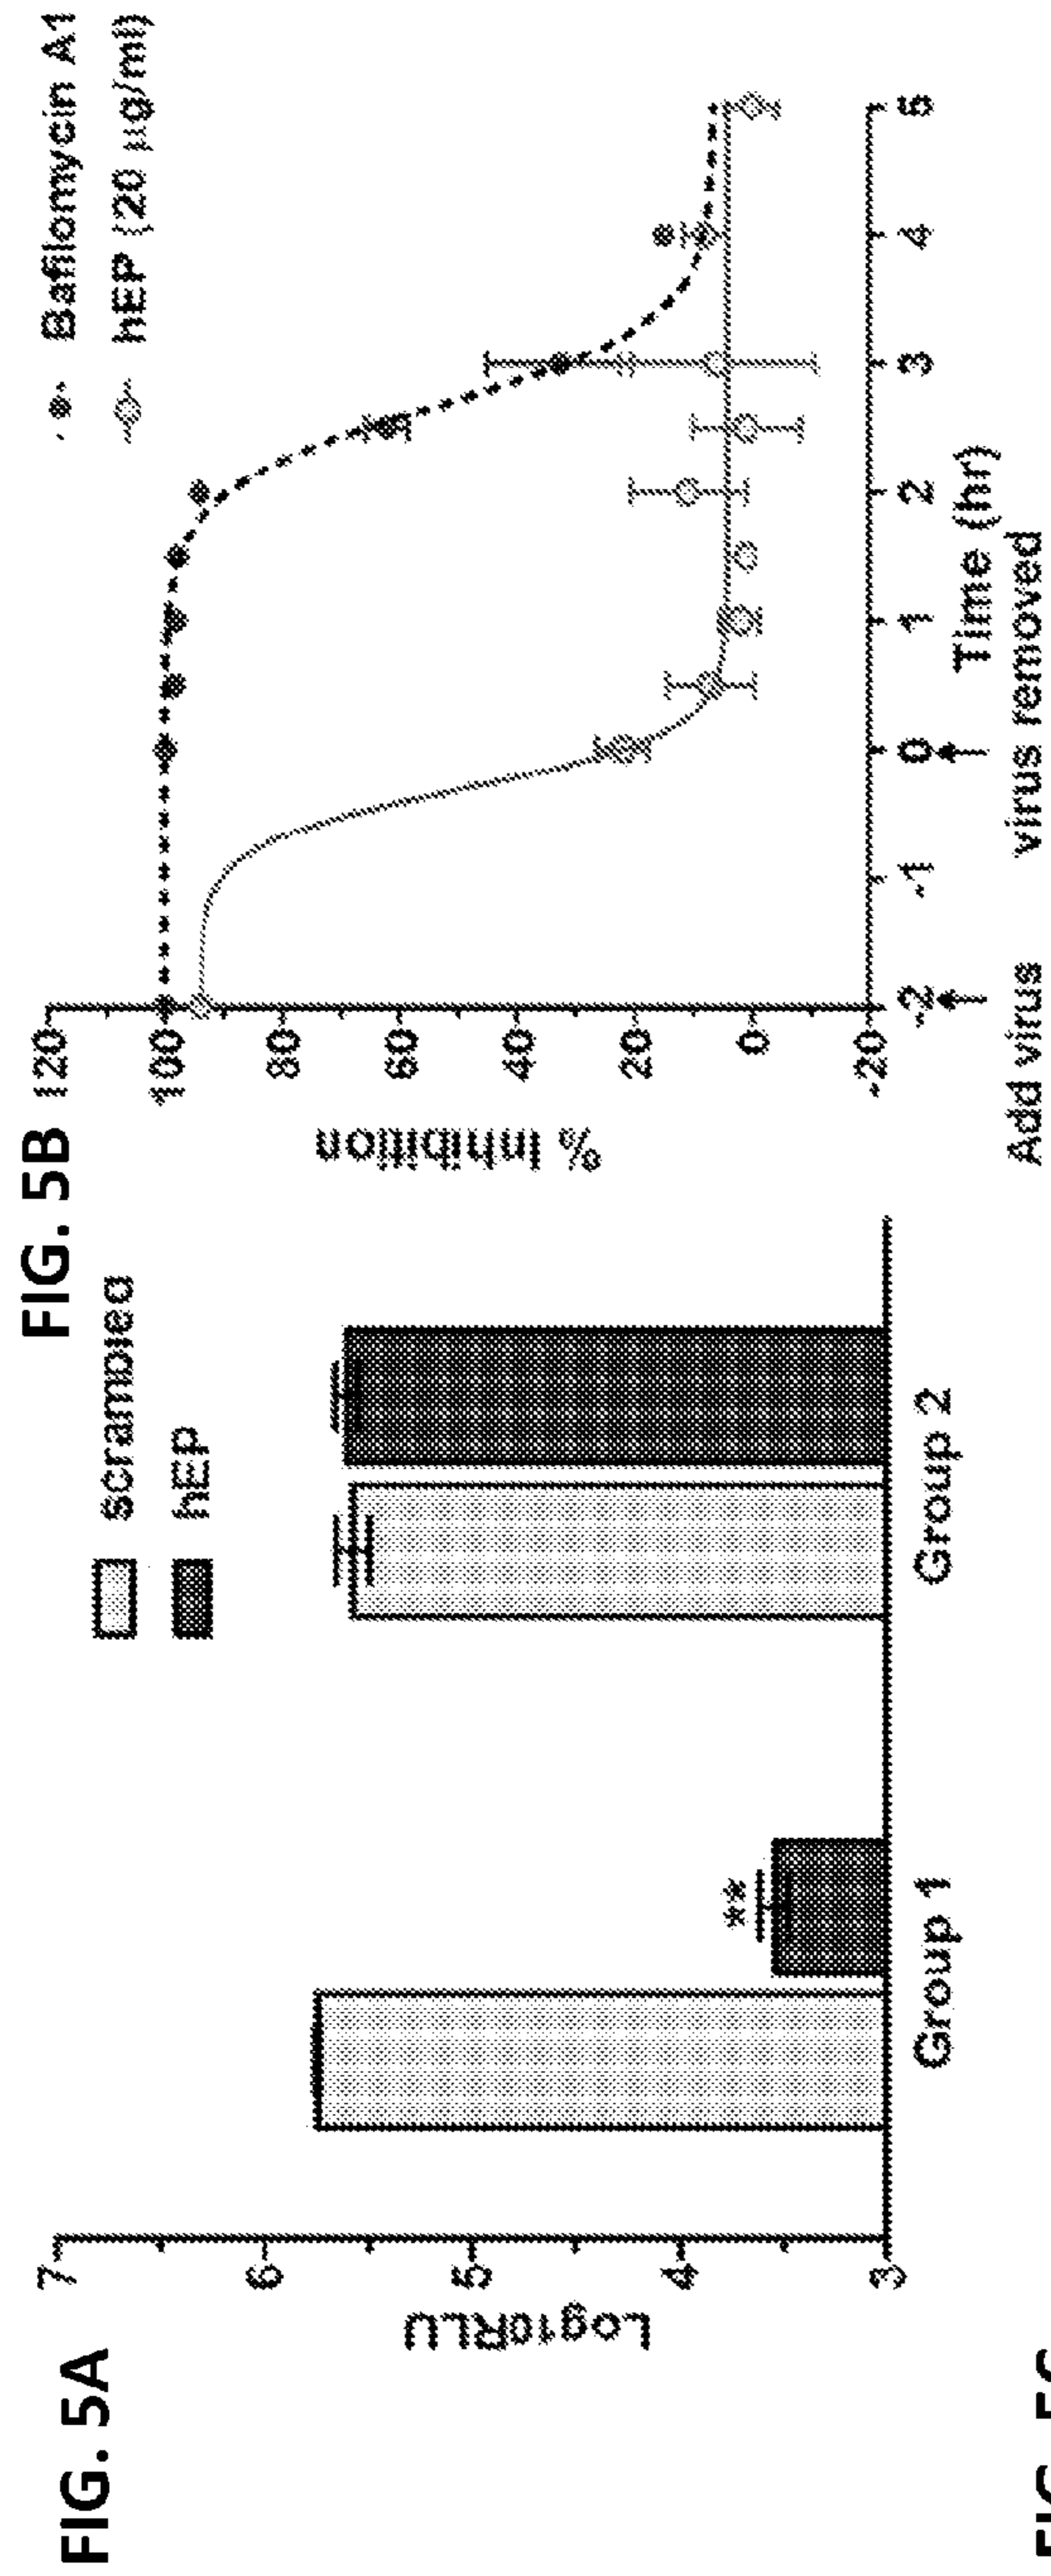 FIG. 5A
7
6
5
4
3
Log10RLU
scrambled
hEP
**
Group 1
Group 2
FIG. 5B
120
100
80
60
40
20
0
-20
% Inhibition
Bafilomycin A1
hEP (20 µg/ml)
-2 -1 0 1 2 3 4 5
Time (hr)
Add virus virus removed